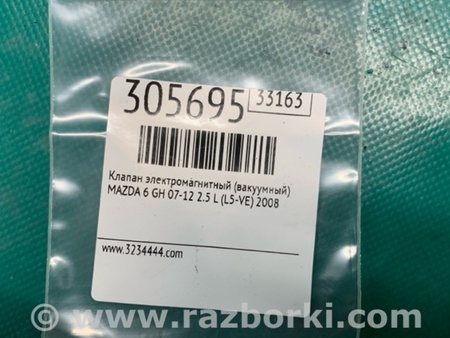 305695 33163
Клапан электромагнитный (вакуумный)
MAZDA 6 GH 07-12 2.5 L (L5-VE) 2008
www.3234444.com
www.razborki.com